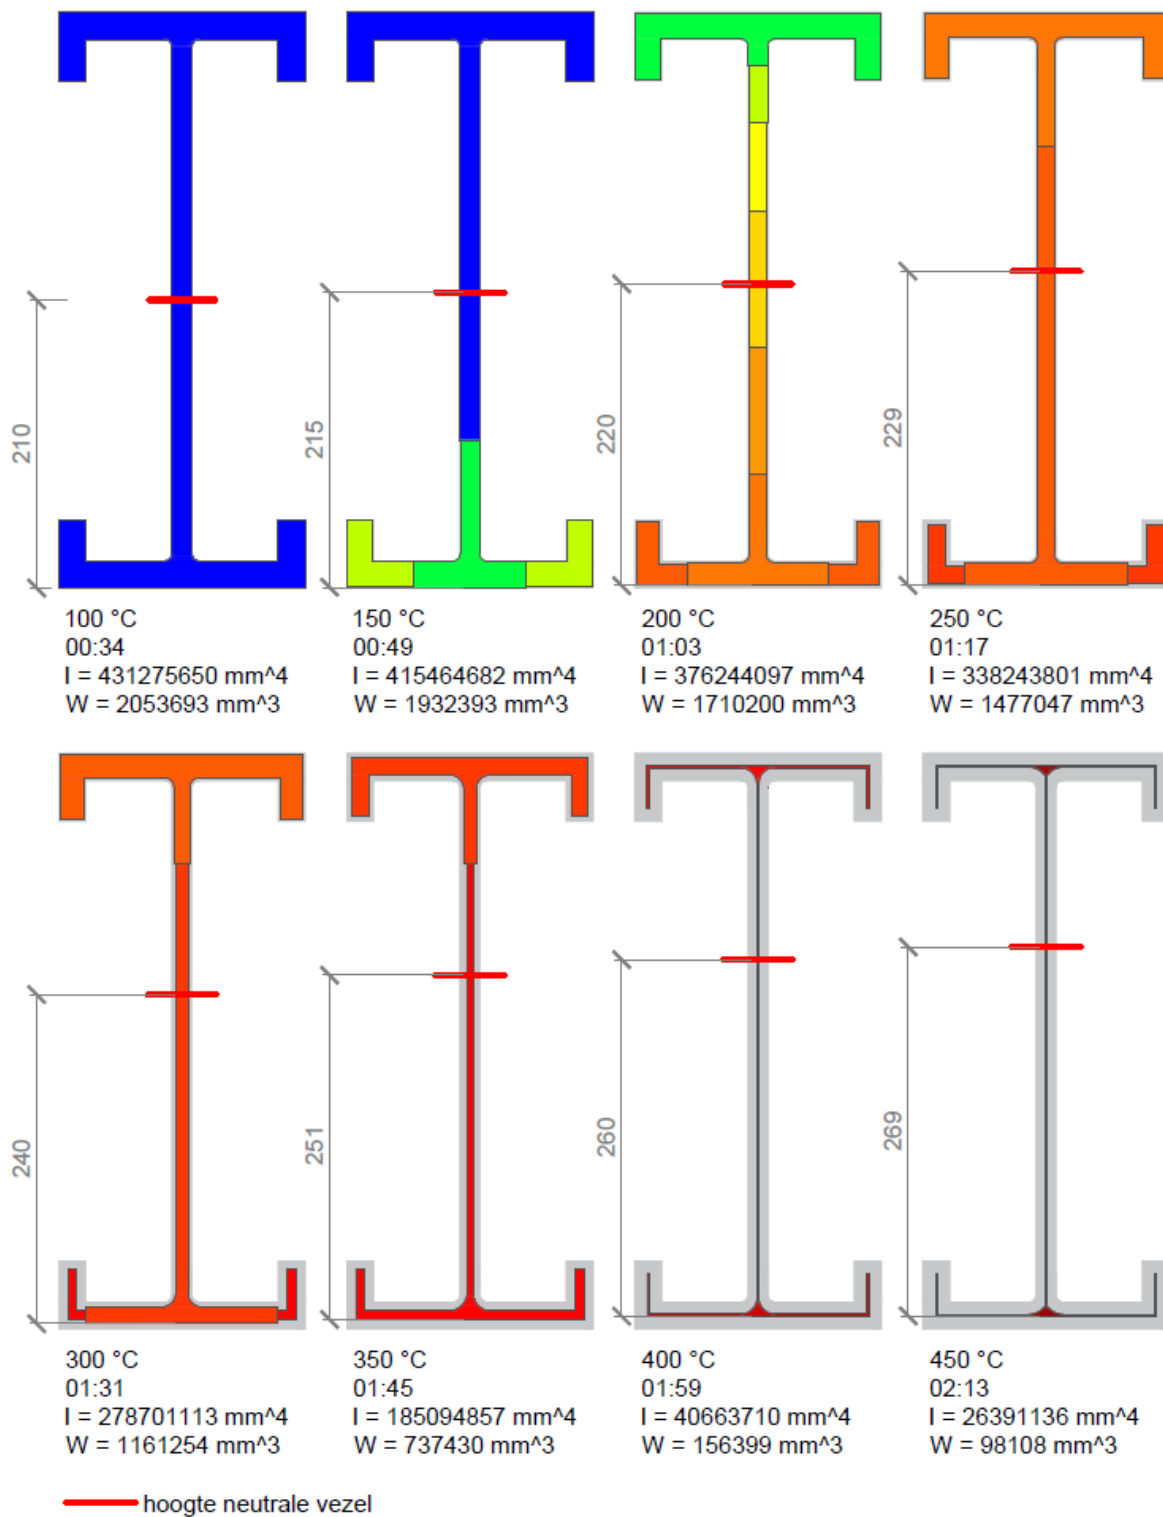 210
215
220
229
100 °C
00:34
I = 431275650 mm^4
W = 2053693 mm^3
150 °C
00:49
I = 415464682 mm^4
W = 1932393 mm^3
200 °C
01:03
I = 376244097 mm^4
W = 1710200 mm^3
250 °C
01:17
I = 338243801 mm^4
W = 1477047 mm^3
240
251
260
269
300 °C
01:31
I = 278701113 mm^4
W = 1161254 mm^3
350 °C
01:45
I = 185094857 mm^4
W = 737430 mm^3
400 °C
01:59
I = 40663710 mm^4
W = 156399 mm^3
450 °C
02:13
I = 26391136 mm^4
W = 98108 mm^3
hoogte neutrale vezel